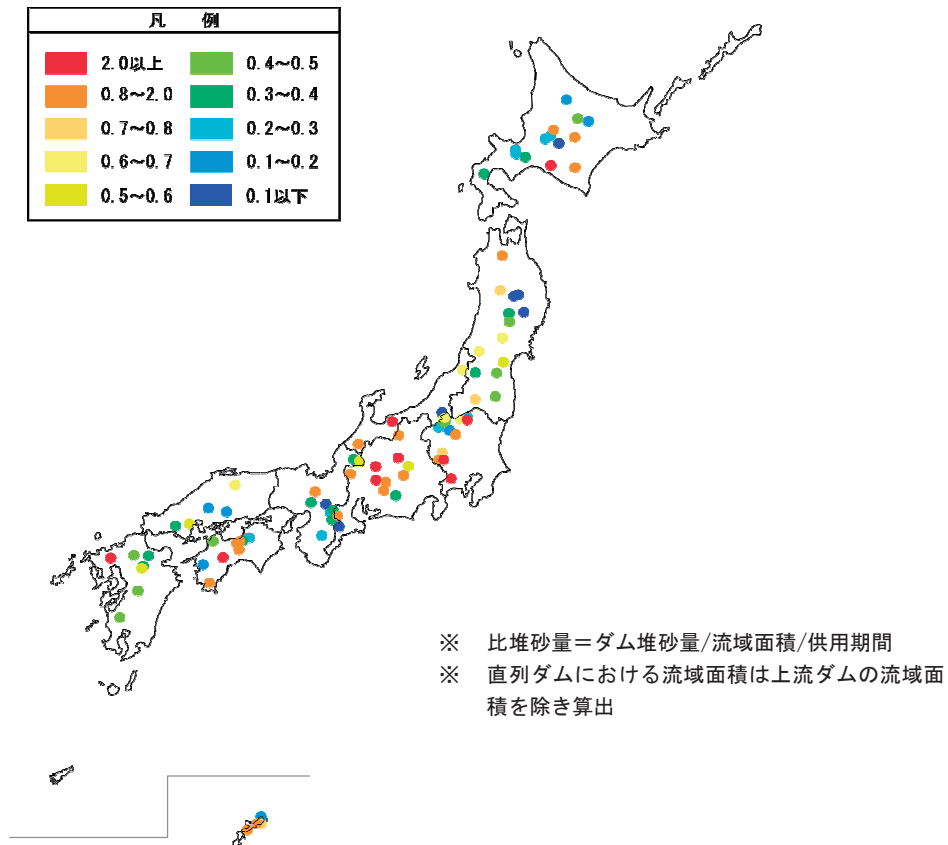 凡 例
2.0以上
0.8～2.0
0.7～0.8
0.6～0.7
0.5～0.6
0.4～0.5
0.3～0.4
0.2～0.3
0.1～0.2
0.1以下
※ 比堆砂量＝ダム堆砂量/流域面積/供用期間
※ 直列ダムにおける流域面積は上流ダムの流域面
積を除き算出